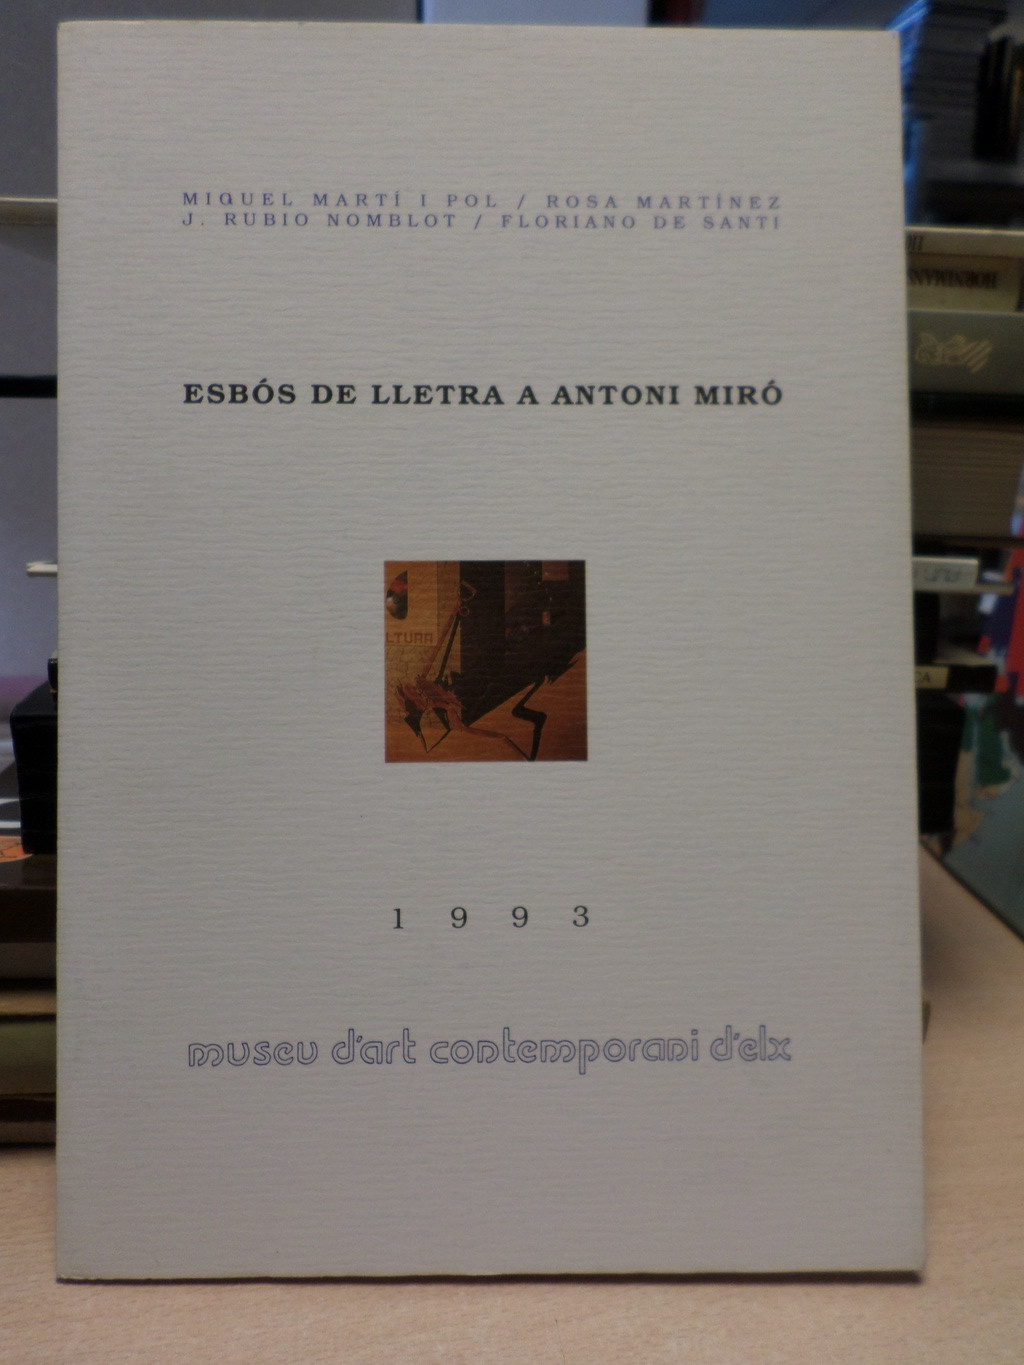 MIQUEL MARTÍ I POL / ROSA MARTÍNEZ
J. RUBIO NOMBLOT / FLORIANO DE SANTI
ESBÓS DE LLETRA A ANTONI MIRÓ
LTURA
1 9 9 3
museu d'art contemporani d'elx